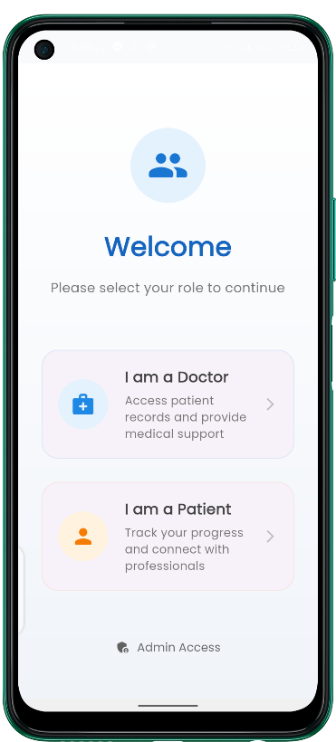 Welcome
Please select your role to continue
I am a Doctor
Access patient
records and provide
medical support
I am a Patient
Track your progress
and connect with
professionals
Admin Access